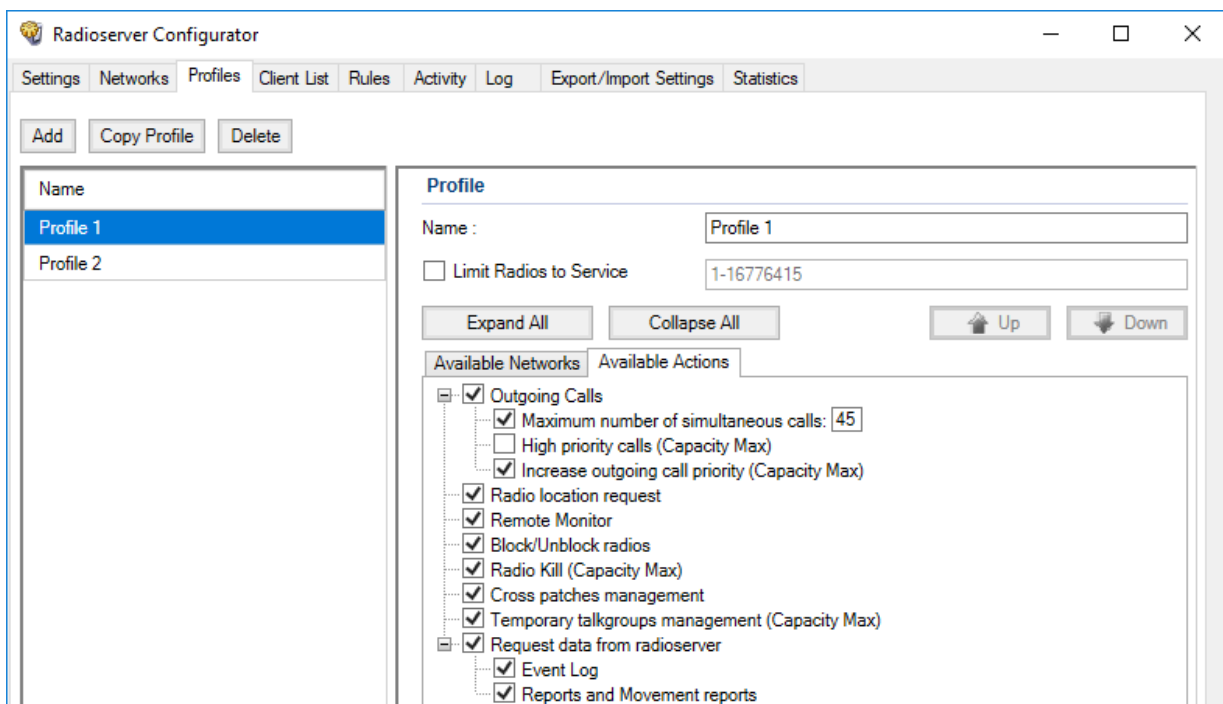 Radioserver Configurator
Settings Networks Profiles Client List Rules Activity Log Export/Import Settings Statistics
Add Copy Profile Delete
Name
Profile 1
Profile 2
Profile
Name : Profile 1
Limit Radios to Service 1-16776415
Expand All Collapse All Up Down
Available Networks Available Actions
Outgoing Calls
Maximum number of simultaneous calls: 45
High priority calls (Capacity Max)
Increase outgoing call priority (Capacity Max)
Radio location request
Remote Monitor
Block/Unblock radios
Radio Kill (Capacity Max)
Cross patches management
Temporary talkgroups management (Capacity Max)
Request data from radioserver
Event Log
Reports and Movement reports